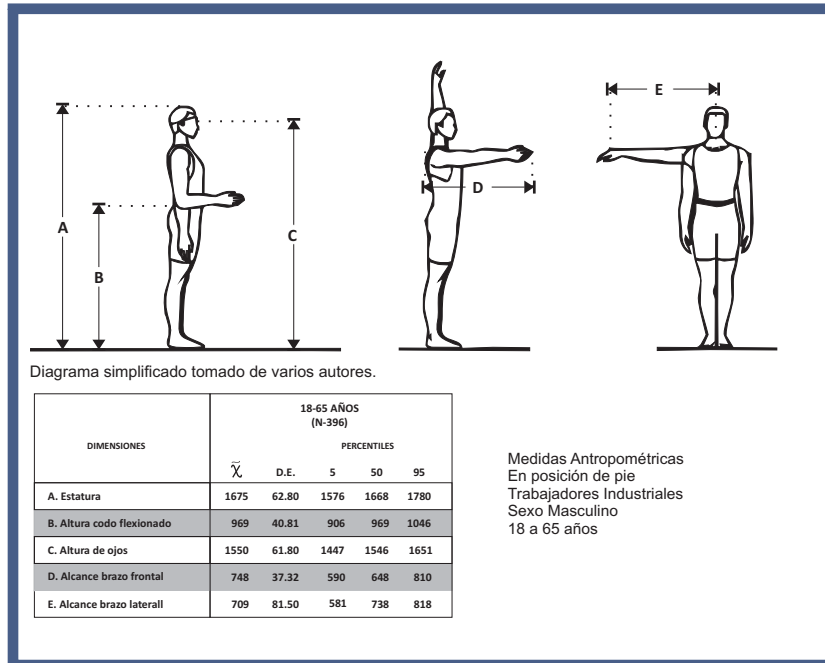 A
B
C
D
E
Diagrama simplificado tomado de varios autores.
DIMENSIONES
18-65 AÑOS
(N-396)
PERCENTILES
x̃ D.E. 5 50 95
A. Estatura 1675 62.80 1576 1668 1780
B. Altura codo flexionado 969 40.81 906 969 1046
C. Altura de ojos 1550 61.80 1447 1546 1651
D. Alcance brazo frontal 748 37.32 590 648 810
E. Alcance brazo laterall 709 81.50 581 738 818
Medidas Antropométricas
En posición de pie
Trabajadores Industriales
Sexo Masculino
18 a 65 años